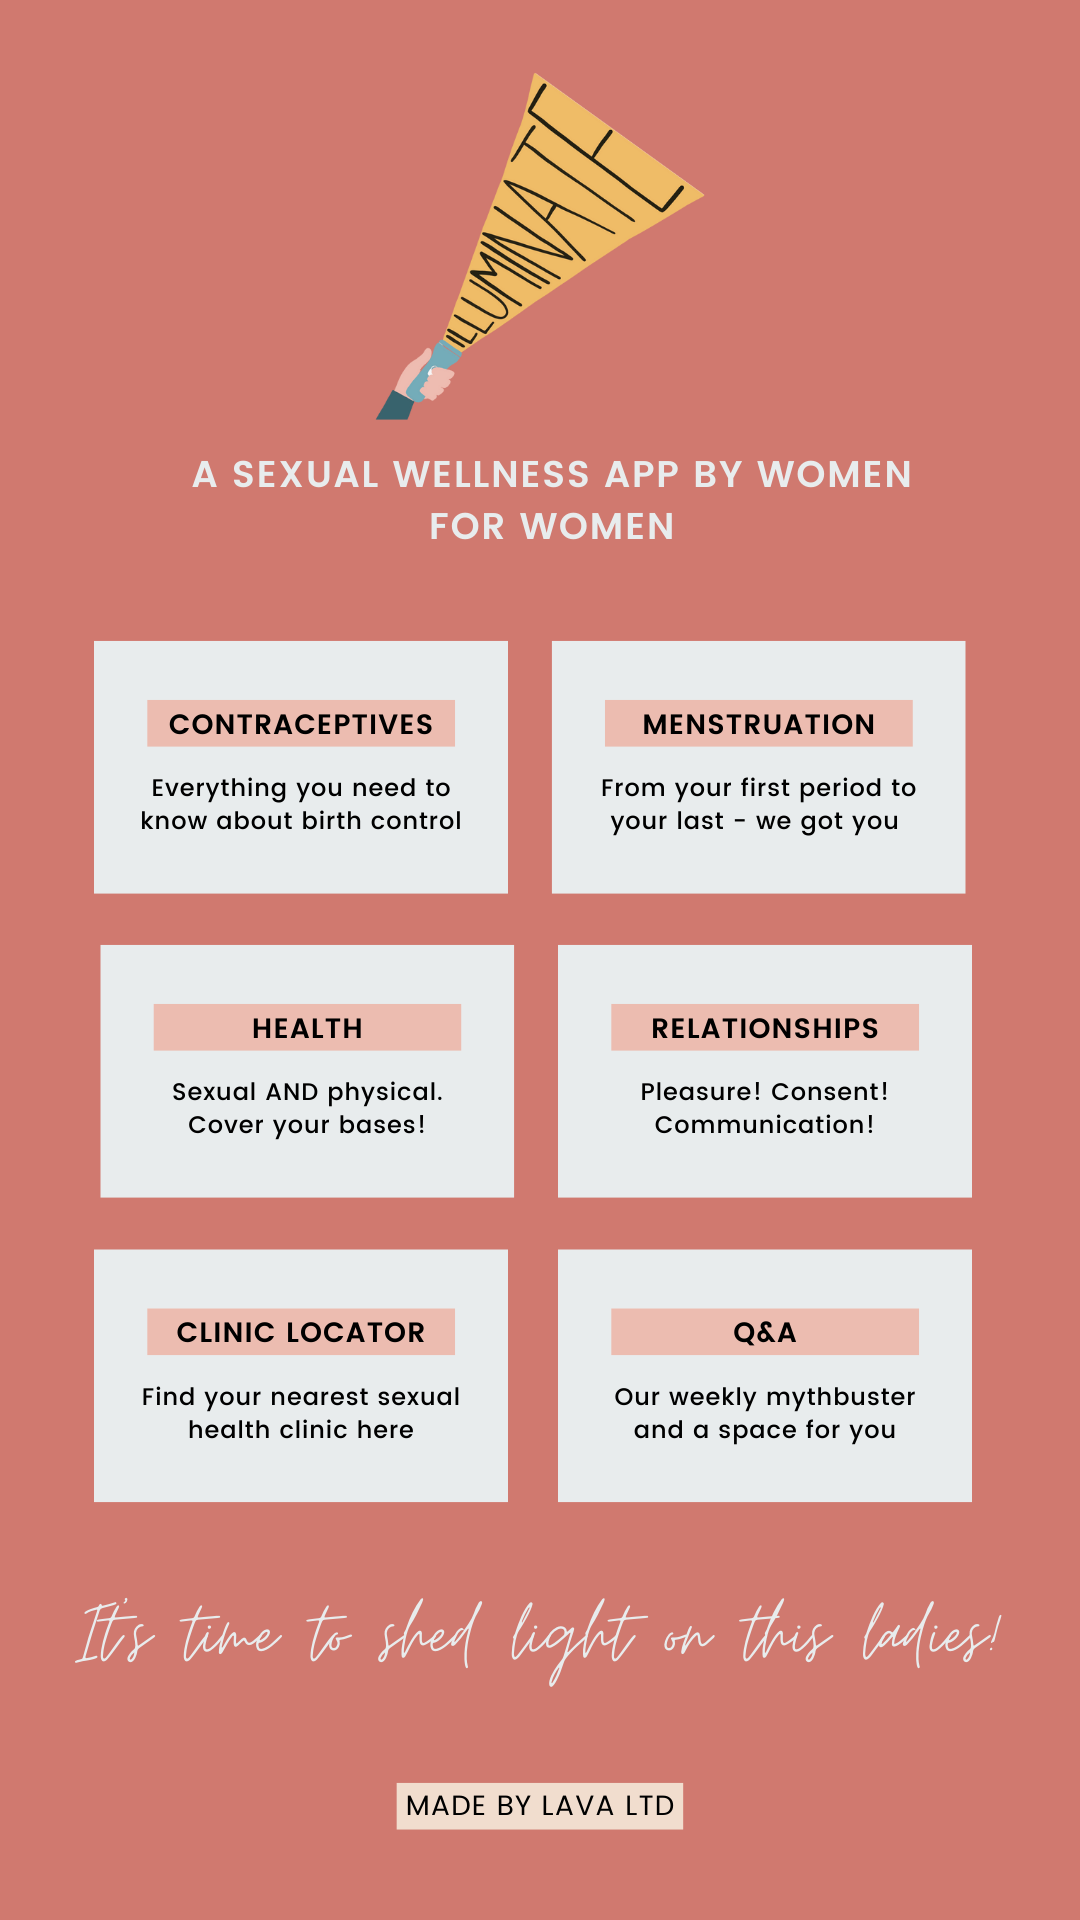 ILLUMINATE
A SEXUAL WELLNESS APP BY WOMEN
FOR WOMEN
CONTRACEPTIVES
Everything you need to
know about birth control
MENSTRUATION
From your first period to
your last - we got you
HEALTH
Sexual AND physical.
Cover your bases!
RELATIONSHIPS
Pleasure! Consent!
Communication!
CLINIC LOCATOR
Find your nearest sexual
health clinic here
Q&A
Our weekly mythbuster
and a space for you
It's time to shed light on this ladies!
MADE BY LAVA LTD